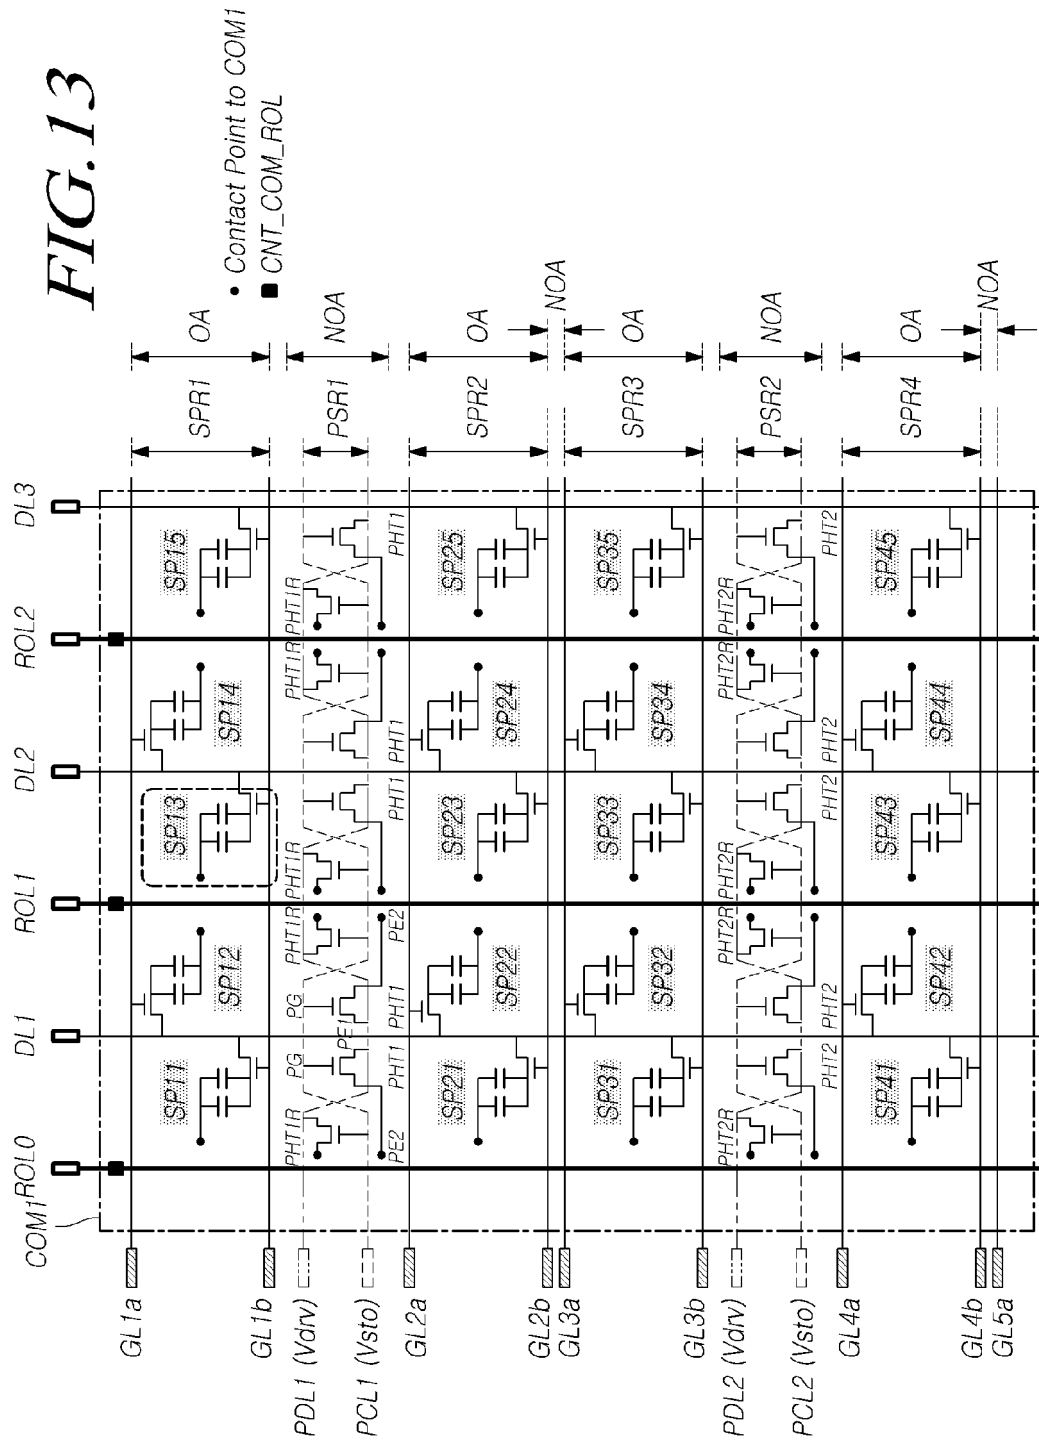 FIG. 13
• Contact Point to COM1
■ CNT_COM_ROL
COM1
ROL0
DL1
ROL1
DL2
ROL2
DL3
GL1a
SP11
SP12
SP13
SP14
SP15
SPR1
OA
GL1b
PDL1 (Vdrv)
PHT1R
PG
PG
PHT1R
PHT1R
PHT1R
PHT1R
PSR1
NOA
PE1
PCL1 (Vsto)
PE2
PHT1
PHT1
PE2
PHT1
PHT1
PHT1
GL2a
SP21
SP22
SP23
SP24
SP25
SPR2
OA
GL2b
NOA
GL3a
SP31
SP32
SP33
SP34
SP35
SPR3
OA
GL3b
PDL2 (Vdrv)
PHT2R
PHT2R
PHT2R
PHT2R
PHT2R
PSR2
NOA
PCL2 (Vsto)
PHT2
PHT2
PHT2
PHT2
PHT2
GL4a
SP41
SP42
SP43
SP44
SP45
SPR4
OA
GL4b
NOA
GL5a